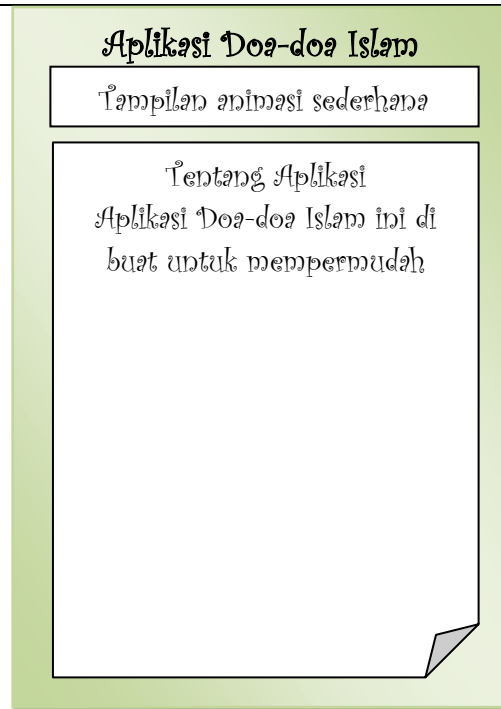 Aplikasi Doa-doa Islam
Tampilan animasi sederhana
Tentang Aplikasi
Aplikasi Doa-doa Islam ini di
buat untuk mempermudah